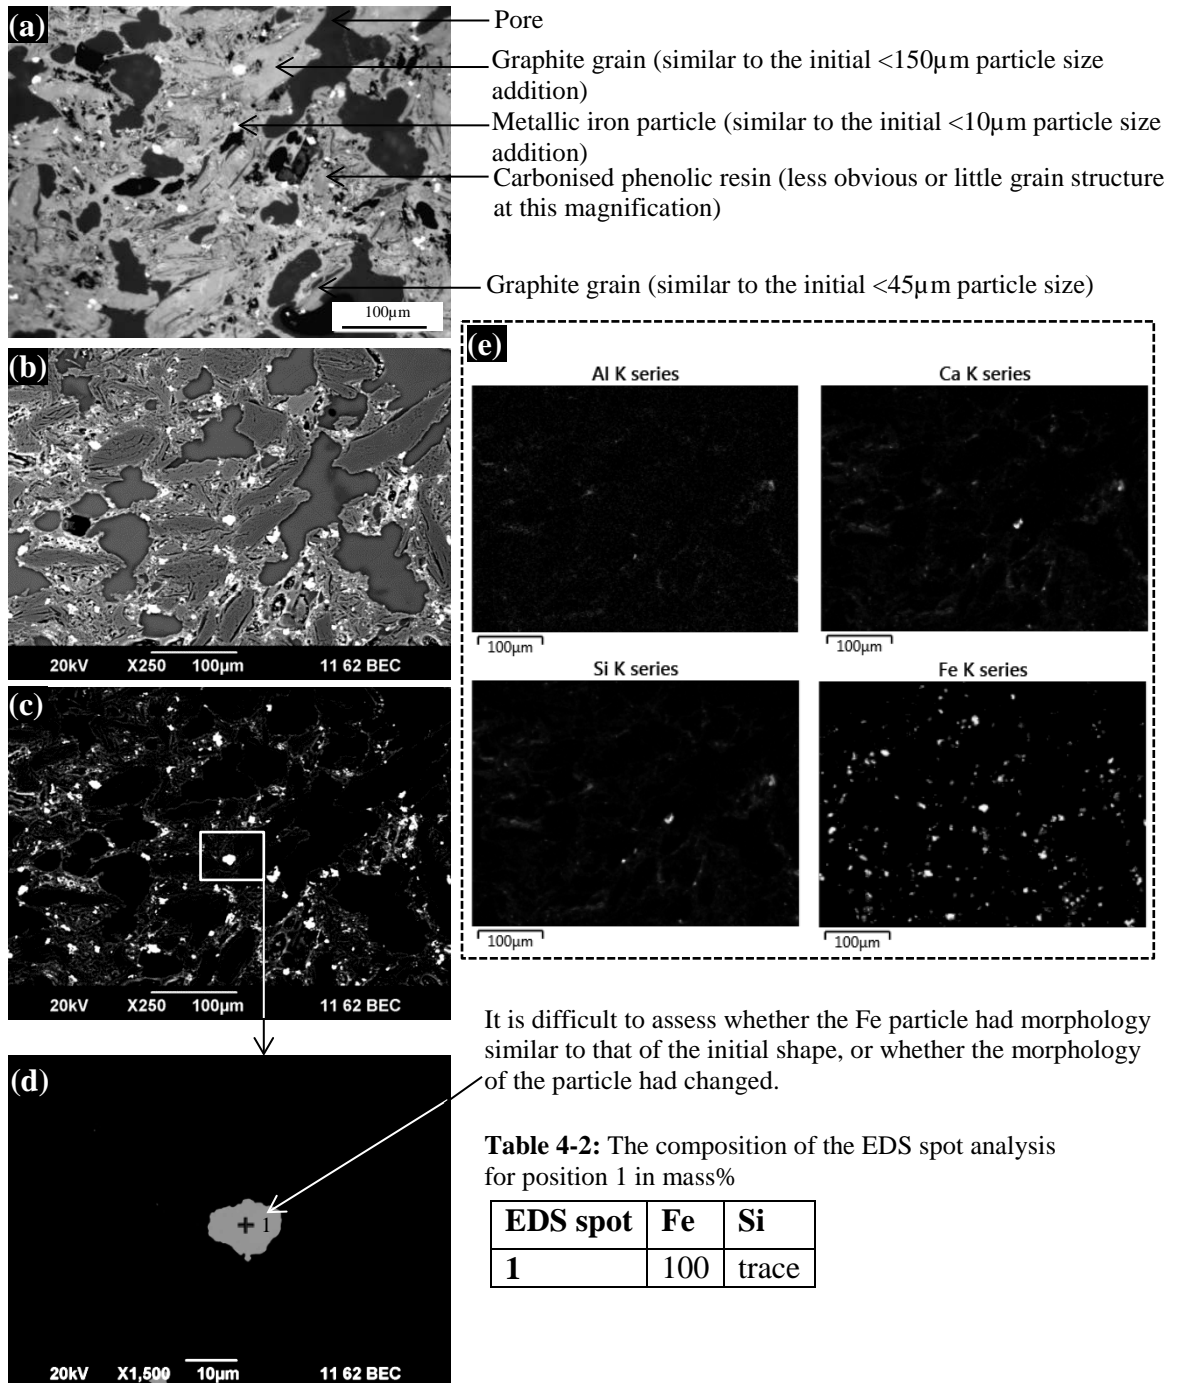 (a)
Pore
Graphite grain (similar to the initial <150µm particle size
addition)
Metallic iron particle (similar to the initial <10µm particle size
addition)
Carbonised phenolic resin (less obvious or little grain structure
at this magnification)
Graphite grain (similar to the initial <45µm particle size)
100µm
(b)
20kV X250 100µm 11 62 BEC
(c)
20kV X250 100µm 11 62 BEC
(d)
1
20kV X1,500 10µm 11 62 BEC
(e)
Al K series
100µm
Ca K series
100µm
Si K series
100µm
Fe K series
100µm
It is difficult to assess whether the Fe particle had morphology
similar to that of the initial shape, or whether the morphology
of the particle had changed.
Table 4-2: The composition of the EDS spot analysis
for position 1 in mass%
EDS spot Fe Si
1 100 trace